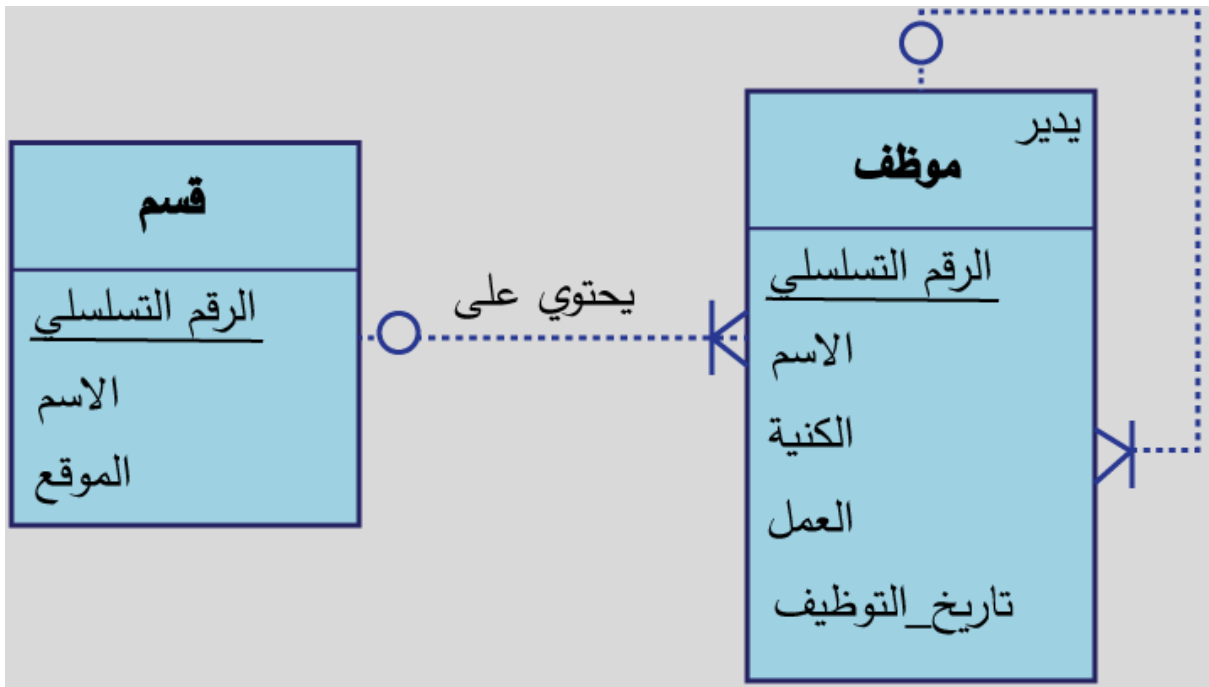 يدير
موظف
الرقم التسلسلي
الاسم
الكنية
العمل
تاريخ_التوظيف
يحتوي على
قسم
الرقم التسلسلي
الاسم
الموقع